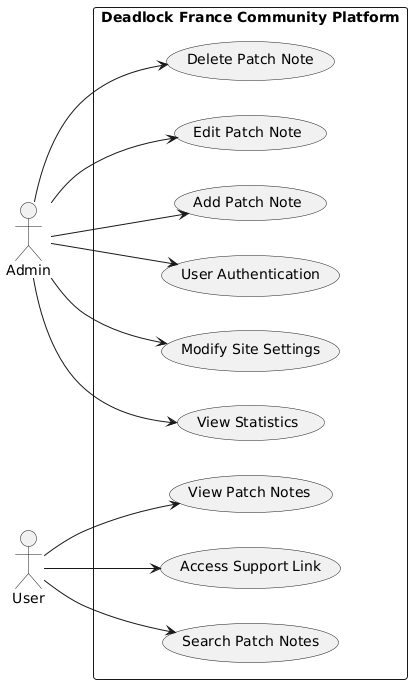 Deadlock France Community Platform
Delete Patch Note
Edit Patch Note
Add Patch Note
Admin
User Authentication
Modify Site Settings
View Statistics
View Patch Notes
Access Support Link
User
Search Patch Notes